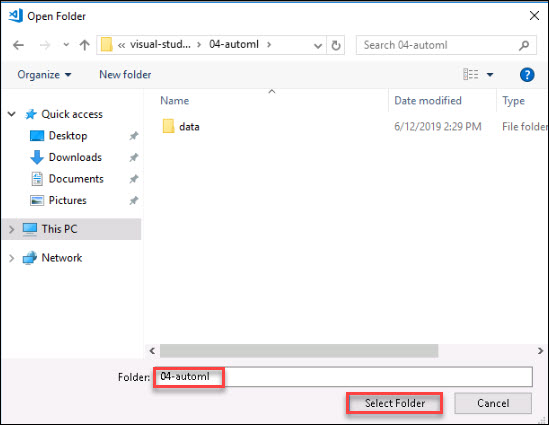 Open Folder
« visual-stud... > 04-automl >
Search 04-automl
Organize
New folder
Name
Date modified
Type
Quick access
Desktop
Downloads
Documents
Pictures
This PC
Network
data
6/12/2019 2:29 PM
File folder
Folder:
04-automl
Select Folder
Cancel